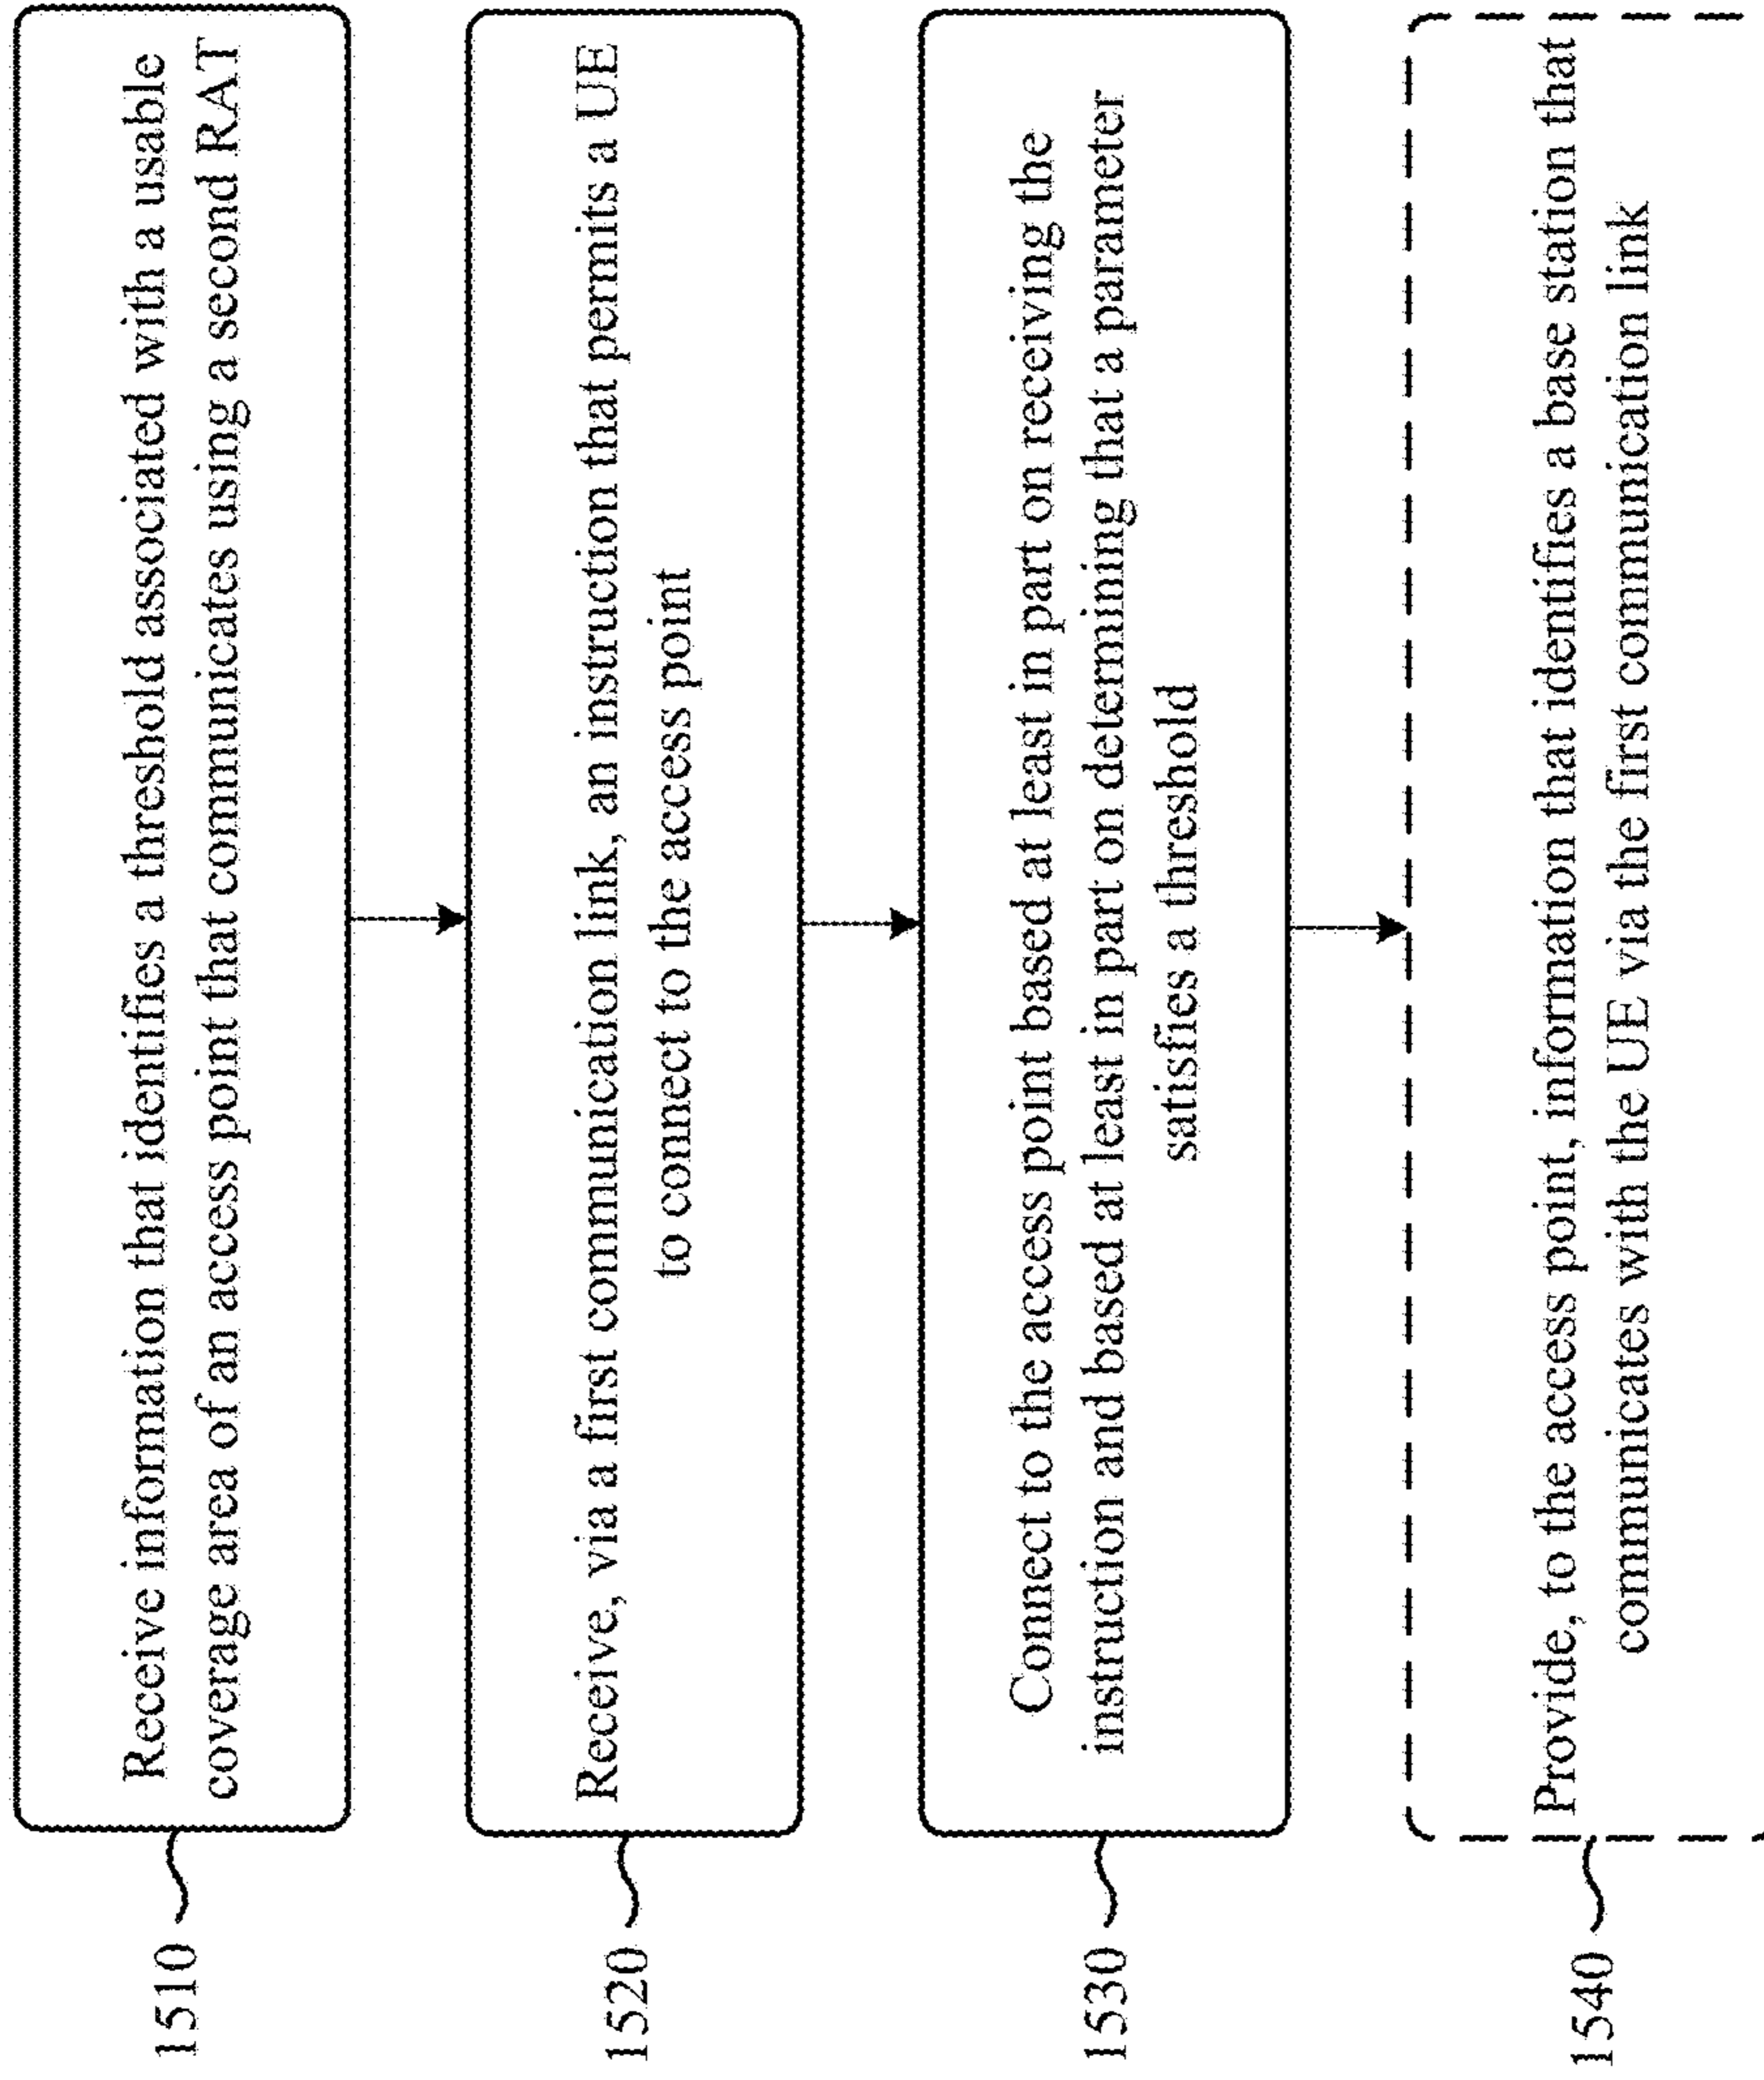 1510
Receive information that identifies a threshold associated with a usable
coverage area of an access point that communicates using a second RAT
1520
Receive, via a first communication link, an instruction that permits a UE
to connect to the access point
1530
Connect to the access point based at least in part on receiving the
instruction and based at least in part on determining that a parameter
satisfies a threshold
1540
Provide, to the access point, information that identifies a base station that
communicates with the UE via the first communication link